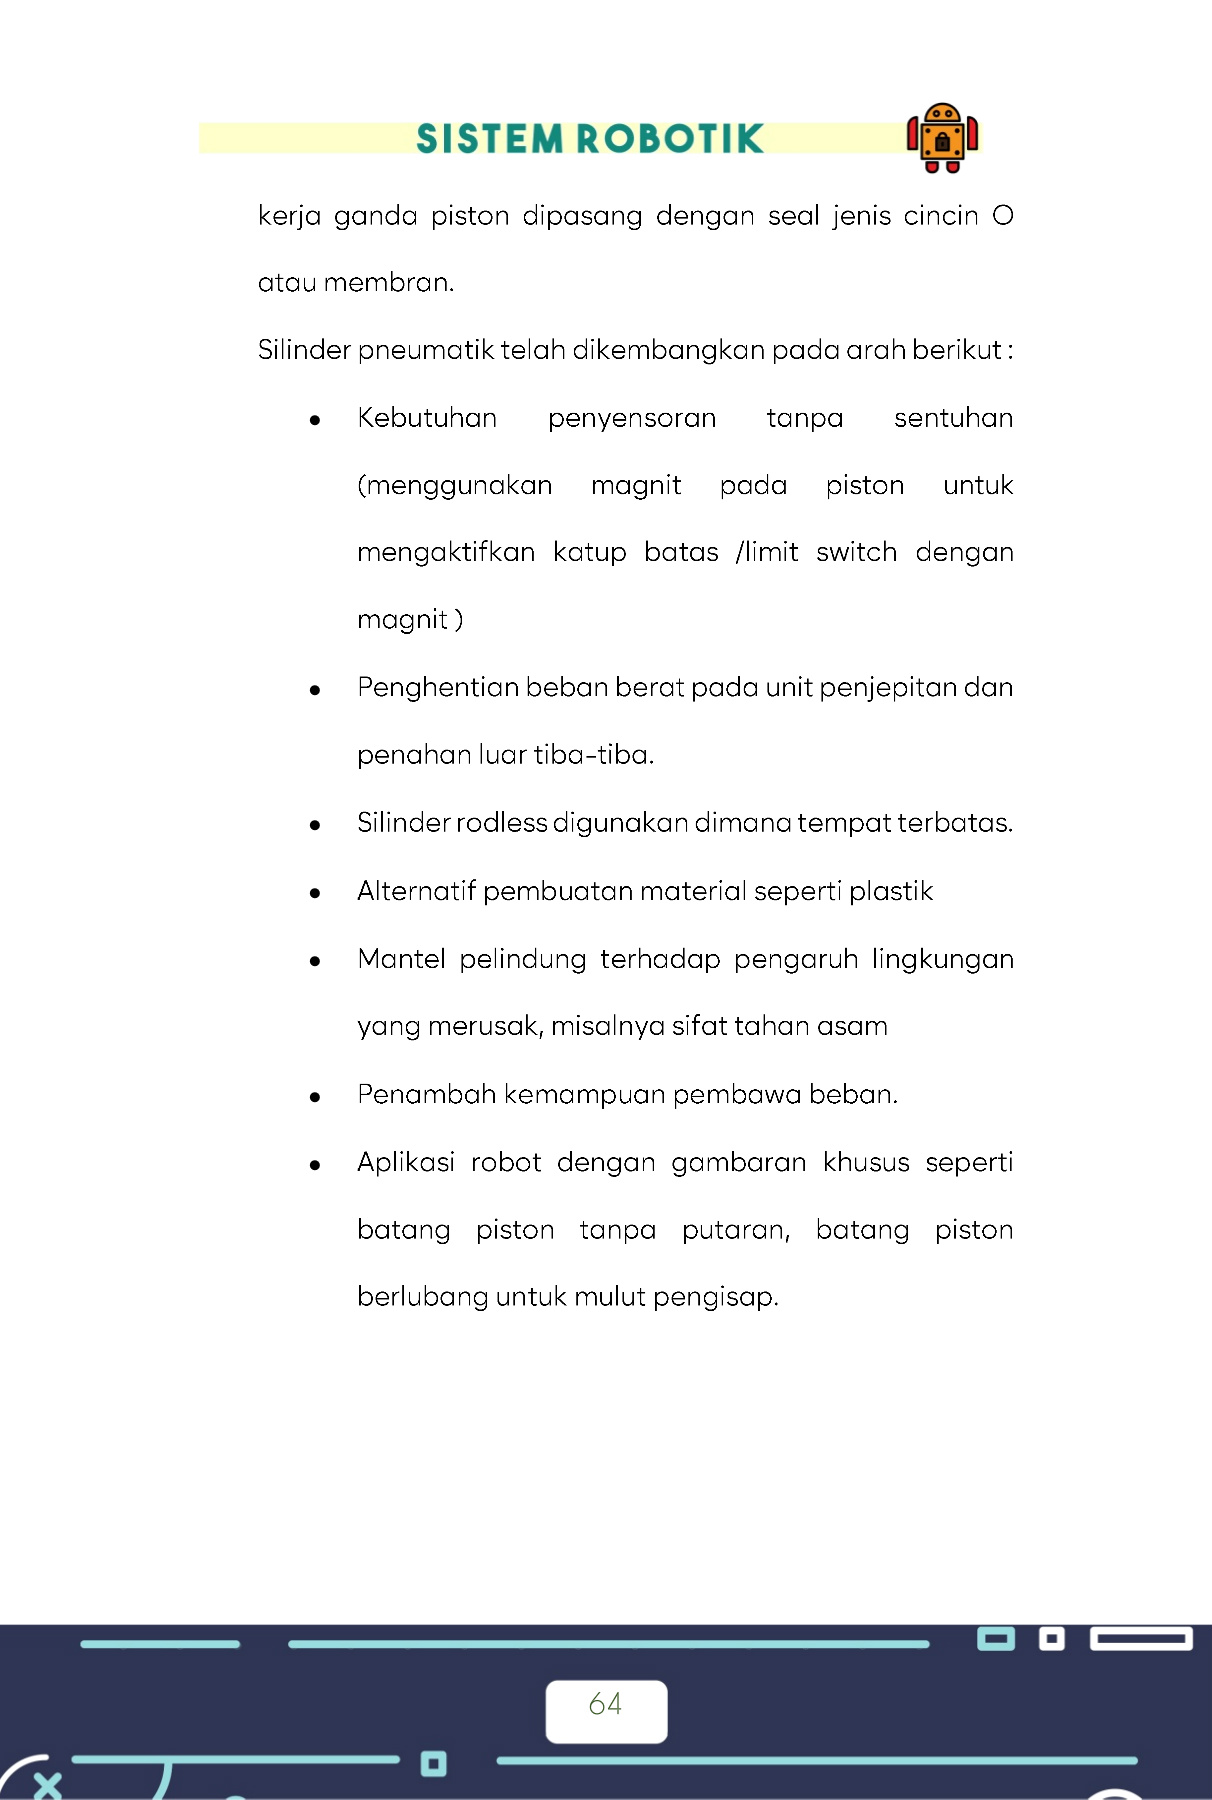 SISTEM ROBOTIK
kerja ganda piston dipasang dengan seal jenis cincin O
atau membran.
Silinder pneumatik telah dikembangkan pada arah berikut :
• Kebutuhan penyensoran tanpa sentuhan
(menggunakan magnit pada piston untuk
mengaktifkan katup batas /limit switch dengan
magnit )
• Penghentian beban berat pada unit penjepitan dan
penahan luar tiba-tiba.
• Silinder rodless digunakan dimana tempat terbatas.
• Alternatif pembuatan material seperti plastik
• Mantel pelindung terhadap pengaruh lingkungan
yang merusak, misalnya sifat tahan asam
• Penambah kemampuan pembawa beban.
• Aplikasi robot dengan gambaran khusus seperti
batang piston tanpa putaran, batang piston
berlubang untuk mulut pengisap.
64